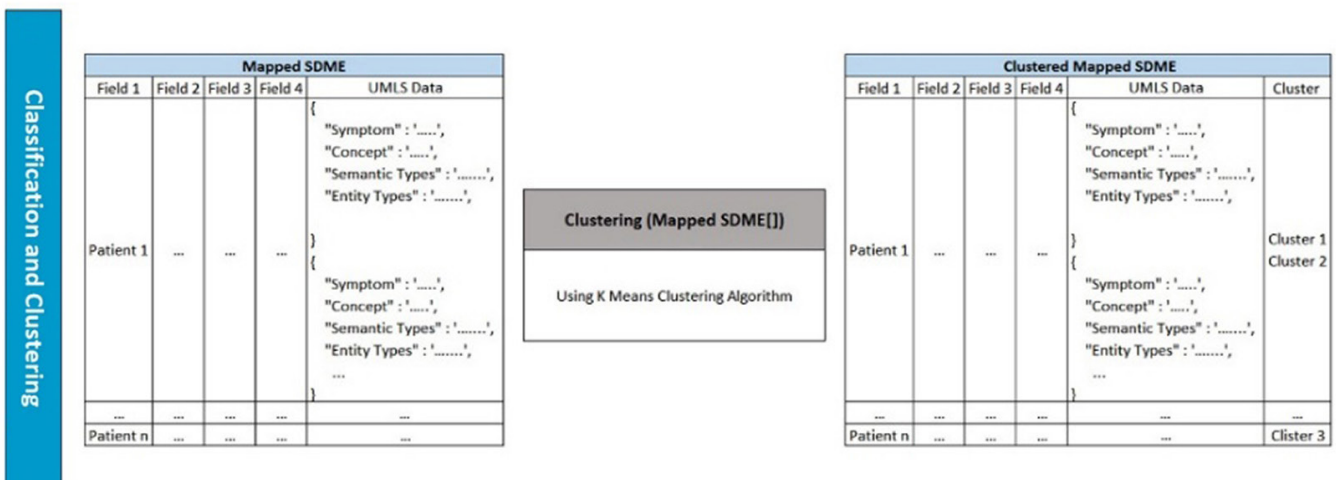 Classification and Clustering
Mapped SDME
Field 1 Field 2 Field 3 Field 4 UMLS Data
{
"Symptom" : '.....',
"Concept" : '.....',
"Semantic Types" : '.......',
"Entity Types" : '.......',
}
Patient 1 ... ... ...
{
"Symptom" : '.....',
"Concept" : '.....',
"Semantic Types" : '.......',
"Entity Types" : '.......',
...
}
... ... ... ... ...
Patient n ... ... ... ...
Clustering (Mapped SDME[])
Using K Means Clustering Algorithm
Clustered Mapped SDME
Field 1 Field 2 Field 3 Field 4 UMLS Data Cluster
{
"Symptom" : '.....',
"Concept" : '.....',
"Semantic Types" : '.......',
"Entity Types" : '.......',
}
Patient 1 ... ... ... Cluster 1
{
Cluster 2
"Symptom" : '.....',
"Concept" : '.....',
"Semantic Types" : '.......',
"Entity Types" : '.......',
...
}
... ... ... ... ... ...
Patient n ... ... ... ... Clister 3